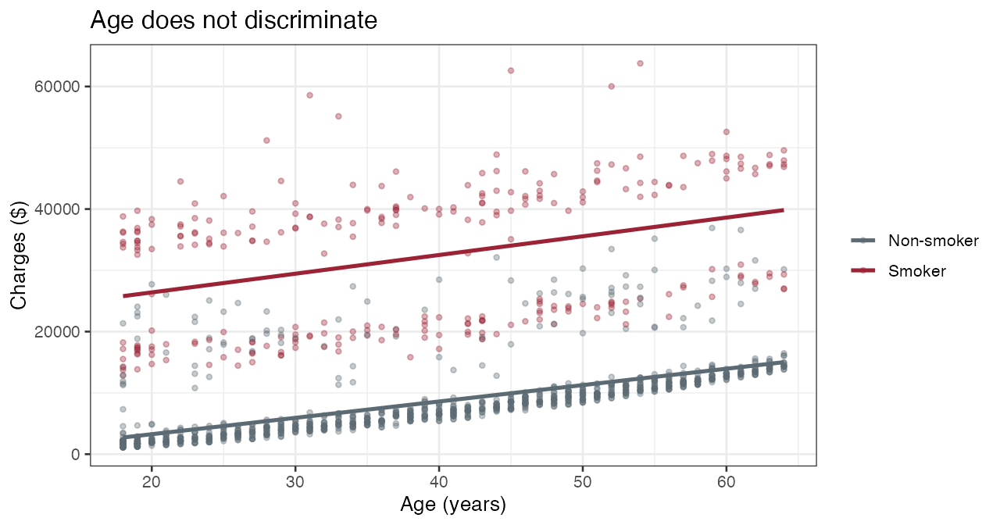 Age does not discriminate
Charges ($)
60000
40000
20000
0
20 30 40 50 60
Age (years)
Non-smoker
Smoker